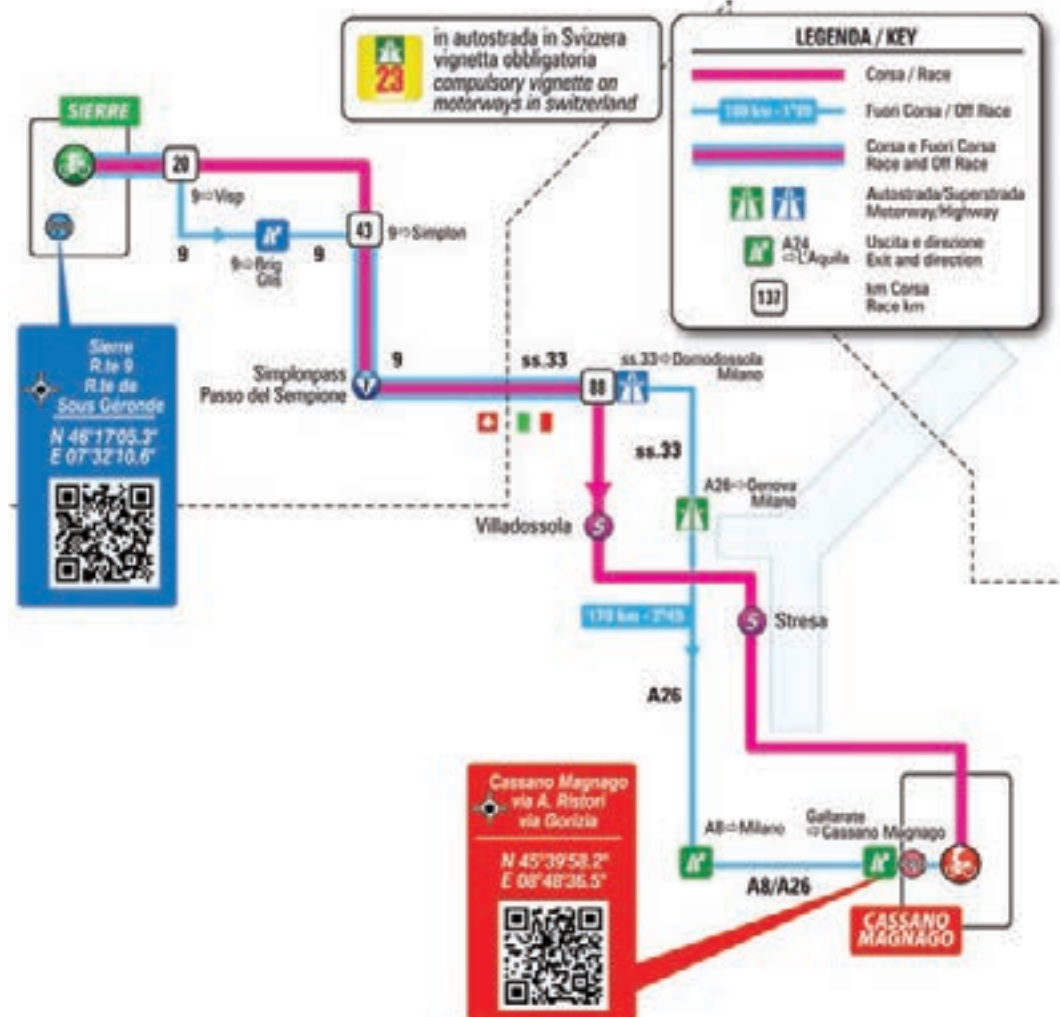 in autostrada in Svizzera
vignetta obbligatoria
compulsory vignette on
motorways in switzerland
23
LEGENDA / KEY
Corsa / Race
Fuori Corsa / Off Race
Corsa e Fuori Corsa
Race and Off Race
Autostrada/Superstrada
Motorway/Highway
A24
⇨L'Aquila
Uscita e direzione
Exit and direction
137
km Corsa
Race km
SIERRE
20
9⇨Visp
9
9⇨Brig
Glis
9
43
9⇨Simplon
Sierre
R.te 9
R.te de
Sous Géronde
N 46°17'05.3"
E 07°32'10.6"
Simplonpass
Passo del Sempione
9
ss.33
88
ss.33⇨Domodossola
Milano
ss.33
A26⇨Genova
Milano
Villadossola
S
170 km - 2h45
S
Stresa
A26
Cassano Magnago
via A. Ristori
via Gorizia
N 45°39'58.2"
E 08°48'36.5"
A8⇨Milano
Gallarate
⇨Cassano Magnago
A8/A26
CASSANO
MAGNAGO